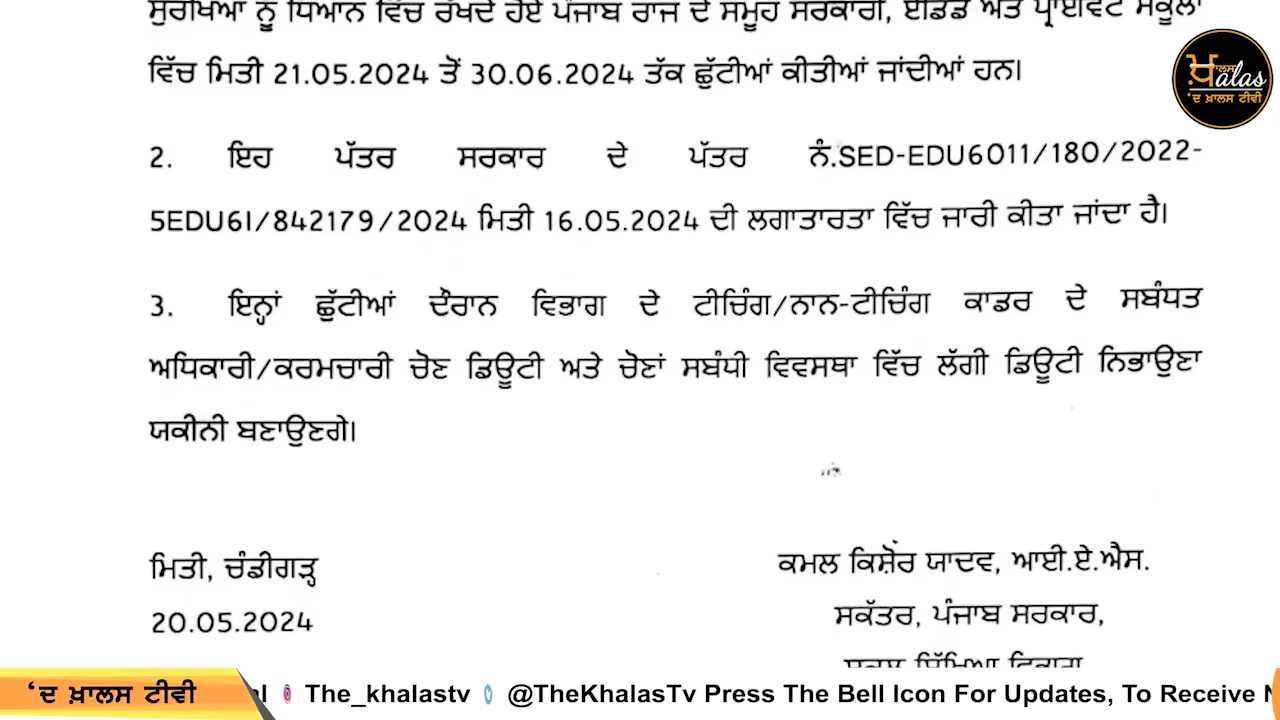 ਸੁਰੱਖਿਆ ਨੂੰ ਧਿਆਨ ਵਿੱਚ ਰੱਖਦੇ ਹੋਏ ਪੰਜਾਬ ਰਾਜ ਦੇ ਸਮੂਹ ਸਰਕਾਰੀ, ਏਡਿਡ ਅਤੇ ਪ੍ਰਾਈਵੇਟ ਸਕੂਲਾਂ
ਵਿੱਚ ਮਿਤੀ 21.05.2024 ਤੋਂ 30.06.2024 ਤੱਕ ਛੁੱਟੀਆਂ ਕੀਤੀਆਂ ਜਾਂਦੀਆਂ ਹਨ।
ਖ਼ਾਲਸ
Kalas
'ਦ ਖ਼ਾਲਸ ਟੀਵੀ
2. ਇਹ ਪੱਤਰ ਸਰਕਾਰ ਦੇ ਪੱਤਰ ਨੰ.SED-EDU6011/180/2022-
5EDU6I/842179/2024 ਮਿਤੀ 16.05.2024 ਦੀ ਲਗਾਤਾਰਤਾ ਵਿੱਚ ਜਾਰੀ ਕੀਤਾ ਜਾਂਦਾ ਹੈ।
3. ਇਨ੍ਹਾਂ ਛੁੱਟੀਆਂ ਦੌਰਾਨ ਵਿਭਾਗ ਦੇ ਟੀਚਿੰਗ/ਨਾਨ-ਟੀਚਿੰਗ ਕਾਡਰ ਦੇ ਸਬੰਧਤ
ਅਧਿਕਾਰੀ/ਕਰਮਚਾਰੀ ਚੋਣ ਡਿਊਟੀ ਅਤੇ ਚੋਣਾਂ ਸਬੰਧੀ ਵਿਵਸਥਾ ਵਿੱਚ ਲੱਗੀ ਡਿਊਟੀ ਨਿਭਾਉਣਾ
ਯਕੀਨੀ ਬਣਾਉਣਗੇ।
ਮਿਤੀ, ਚੰਡੀਗੜ੍ਹ
20.05.2024
ਕਮਲ ਕਿਸ਼ੋਰ ਯਾਦਵ, ਆਈ.ਏ.ਐਸ.
ਸਕੱਤਰ, ਪੰਜਾਬ ਸਰਕਾਰ,
ਸਕੂਲ ਸਿੱਖਿਆ ਵਿਭਾਗ
'ਦ ਖ਼ਾਲਸ ਟੀਵੀ
The_khalastv @TheKhalasTv Press The Bell Icon For Updates, To Receive